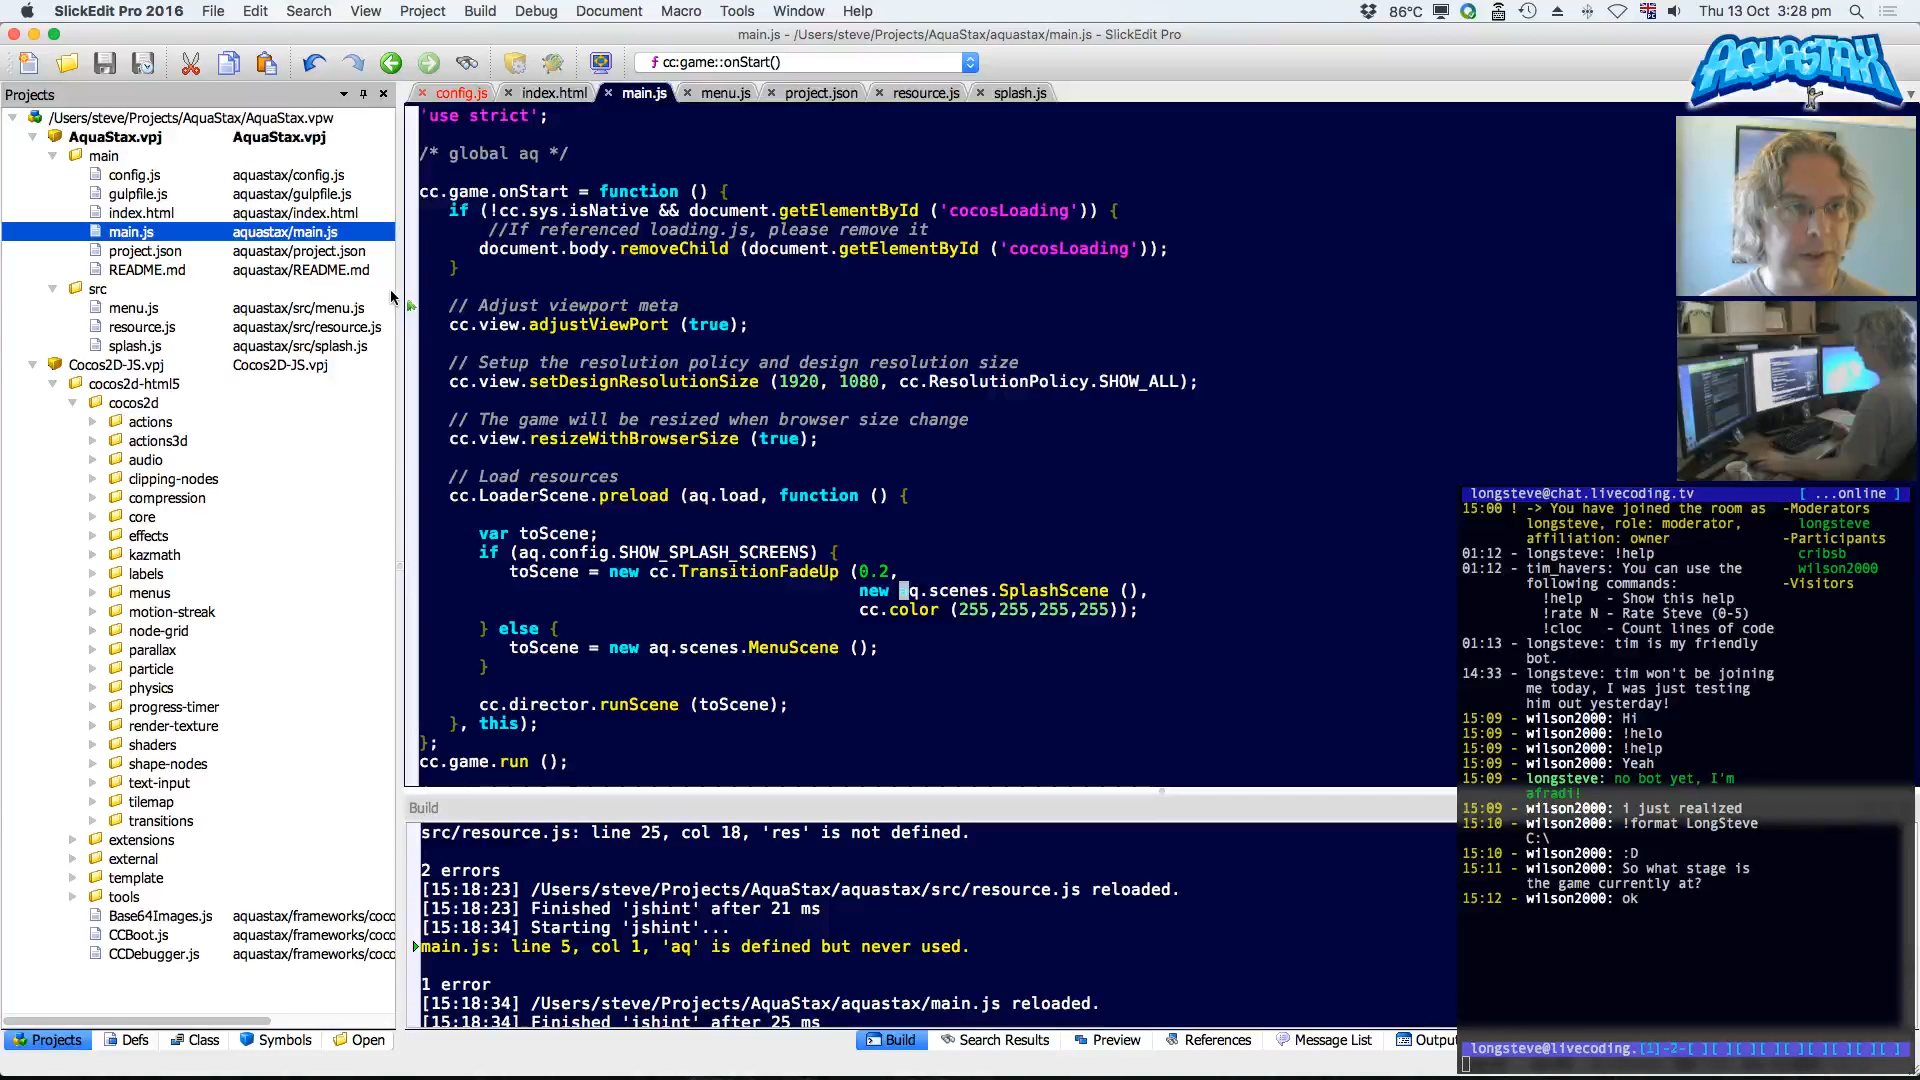 SlickEdit Pro 2016 File Edit Search View Project Build Debug Document Macro Tools Window Help 86°C Thu 13 Oct 3:28 pm
main.js - /Users/steve/Projects/AquaStax/aquastax/main.js - SlickEdit Pro
cc:game::onStart()
AQUASTAX
Projects
config.js index.html main.js menu.js project.json resource.js splash.js
/Users/steve/Projects/AquaStax/AquaStax.vpw
AquaStax.vpj AquaStax.vpj
main
config.js aquastax/config.js
gulpfile.js aquastax/gulpfile.js
index.html aquastax/index.html
main.js aquastax/main.js
project.json aquastax/project.json
README.md aquastax/README.md
src
menu.js aquastax/src/menu.js
resource.js aquastax/src/resource.js
splash.js aquastax/src/splash.js
Cocos2D-JS.vpj Cocos2D-JS.vpj
cocos2d-html5
cocos2d
actions
actions3d
audio
clipping-nodes
compression
core
effects
kazmath
labels
menus
motion-streak
node-grid
parallax
particle
physics
progress-timer
render-texture
shaders
shape-nodes
text-input
tilemap
transitions
extensions
external
template
tools
Base64Images.js aquastax/frameworks/coco
CCBoot.js aquastax/frameworks/coco
CCDebugger.js aquastax/frameworks/coco
Projects Defs Class Symbols Open
'use strict';
/* global aq */
cc.game.onStart = function () {
if (!cc.sys.isNative && document.getElementById ('cocosLoading')) {
//If referenced loading.js, please remove it
document.body.removeChild (document.getElementById ('cocosLoading'));
}
// Adjust viewport meta
cc.view.adjustViewPort (true);
// Setup the resolution policy and design resolution size
cc.view.setDesignResolutionSize (1920, 1080, cc.ResolutionPolicy.SHOW_ALL);
// The game will be resized when browser size change
cc.view.resizeWithBrowserSize (true);
// Load resources
cc.LoaderScene.preload (aq.load, function () {
var toScene;
if (aq.config.SHOW_SPLASH_SCREENS) {
toScene = new cc.TransitionFadeUp (0.2,
new aq.scenes.SplashScene (),
cc.color (255,255,255,255));
} else {
toScene = new aq.scenes.MenuScene ();
}
cc.director.runScene (toScene);
}, this);
};
cc.game.run ();
Build
src/resource.js: line 25, col 18, 'res' is not defined.
2 errors
[15:18:23] /Users/steve/Projects/AquaStax/aquastax/src/resource.js reloaded.
[15:18:23] Finished 'jshint' after 21 ms
[15:18:34] Starting 'jshint'...
main.js: line 5, col 1, 'aq' is defined but never used.
1 error
[15:18:34] /Users/steve/Projects/AquaStax/aquastax/main.js reloaded.
[15:18:34] Finished 'jshint' after 25 ms
Build Search Results Preview References Message List Outpu
longsteve@chat.livecoding.tv [ ...online ]
15:00 ! -> You have joined the room as
longsteve, role: moderator,
affiliation: owner
01:12 - longsteve: !help
01:12 - tim_havers: You can use the
following commands:
!help - Show this help
!rate N - Rate Steve (0-5)
!cloc - Count lines of code
01:13 - longsteve: tim is my friendly
bot.
14:33 - longsteve: tim won't be joining
me today, I was just testing
him out yesterday!
15:09 - wilson2000: Hi
15:09 - wilson2000: !helo
15:09 - wilson2000: !help
15:09 - wilson2000: Yeah
15:09 - longsteve: no bot yet, I'm
afradi!
15:09 - wilson2000: i just realized
15:10 - wilson2000: !format LongSteve
C:\
15:10 - wilson2000: :D
15:11 - wilson2000: So what stage is
the game currently at?
15:12 - wilson2000: ok
-Moderators
longsteve
-Participants
cribsb
wilson2000
-Visitors
longsteve@livecoding.[1]-2-[ ][ ][ ][ ][ ][ ][ ][ ][ ][ ]